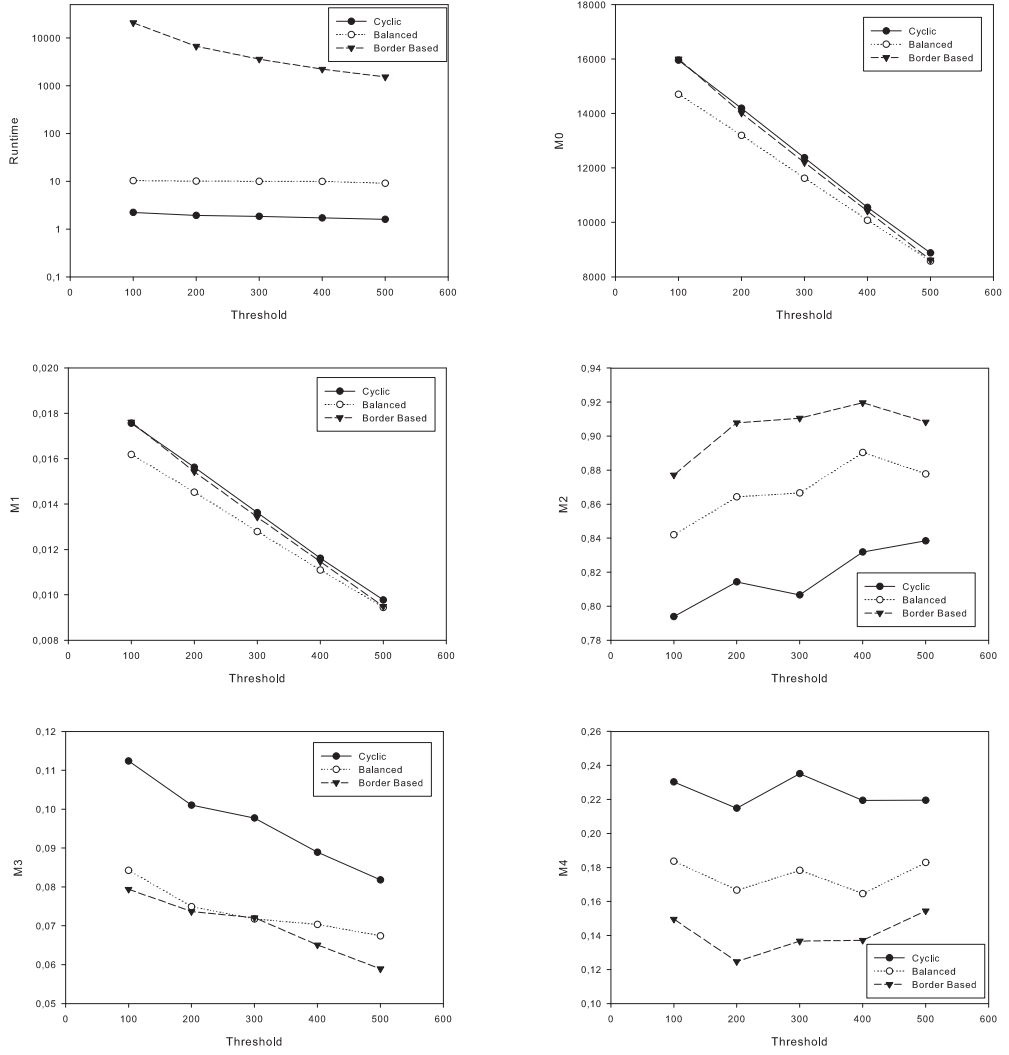 Cyclic
Balanced
Border Based
10000
1000
100
10
1
0,1
Runtime
0 100 200 300 400 500 600
Threshold
Cyclic
Balanced
Border Based
18000
16000
14000
12000
10000
8000
M0
0 100 200 300 400 500 600
Threshold
Cyclic
Balanced
Border Based
0,020
0,018
0,016
0,014
0,012
0,010
0,008
M1
0 100 200 300 400 500 600
Threshold
0,94
0,92
0,90
0,88
0,86
0,84
0,82
0,80
0,78
M2
Cyclic
Balanced
Border Based
0 100 200 300 400 500 600
Threshold
Cyclic
Balanced
Border Based
0,12
0,11
0,10
0,09
0,08
0,07
0,06
0,05
M3
0 100 200 300 400 500 600
Threshold
0,26
0,24
0,22
0,20
0,18
0,16
0,14
0,12
0,10
M4
Cyclic
Balanced
Border Based
0 100 200 300 400 500 600
Threshold